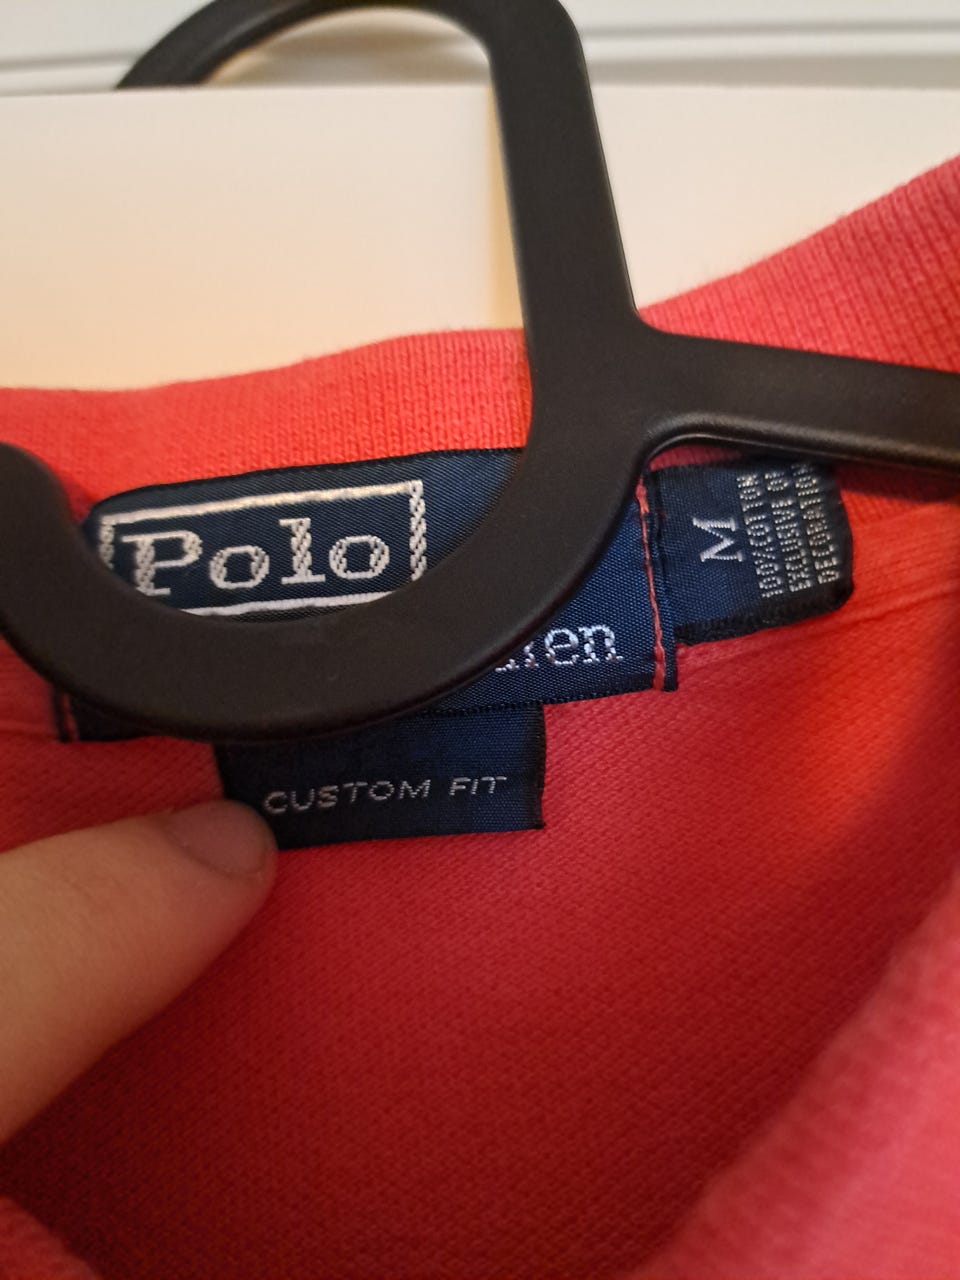 Polo
CUSTOM FIT
M
100% COTTON
EXCLUSIVE OF
DECORATION